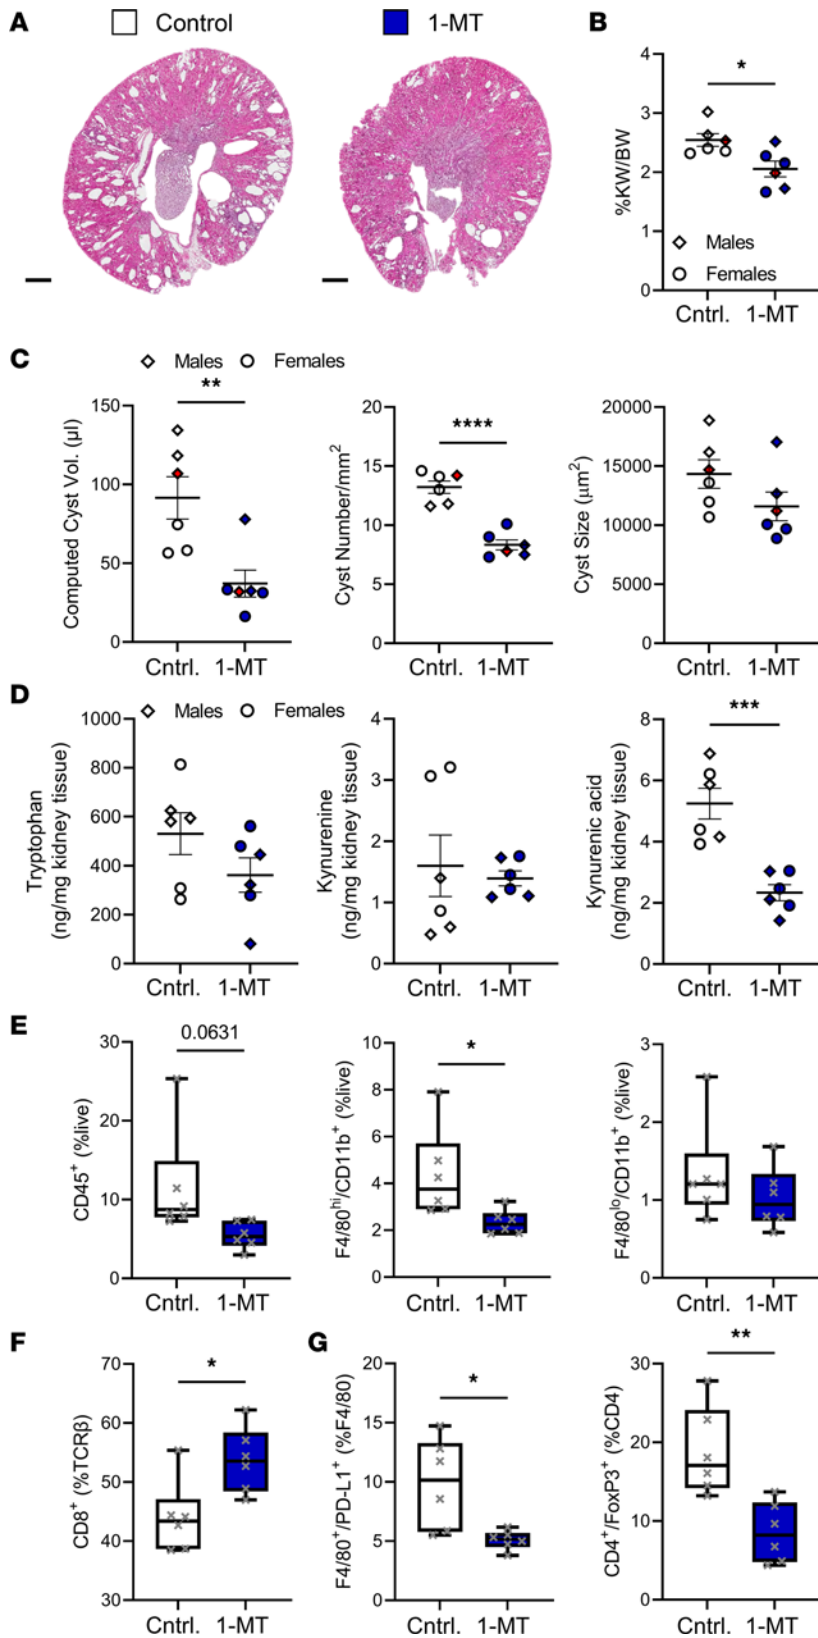 A Control 1-MT
B
%KW/BW
4
3
2
1
0
*
Males
Females
Cntrl. 1-MT
C
Males Females
Computed Cyst Vol. (µl)
150
100
50
0
**
Cntrl. 1-MT
Cyst Number/mm²
20
15
10
5
0
****
Cntrl. 1-MT
Cyst Size (µm²)
20000
15000
10000
5000
0
Cntrl. 1-MT
D
Males Females
Tryptophan
(ng/mg kidney tissue)
1000
800
600
400
200
0
Cntrl. 1-MT
Kynurenine
(ng/mg kidney tissue)
4
3
2
1
0
Cntrl. 1-MT
Kynurenic acid
(ng/mg kidney tissue)
8
6
4
2
0
***
Cntrl. 1-MT
E
CD45⁺ (%live)
30
20
10
0
0.0631
Cntrl. 1-MT
F4/80ʰⁱ/CD11b⁺ (%live)
10
8
6
4
2
0
*
Cntrl. 1-MT
F4/80ˡᵒ/CD11b⁺ (%live)
3
2
1
0
Cntrl. 1-MT
F
CD8⁺ (%TCRβ)
70
60
50
40
30
*
Cntrl. 1-MT
G
F4/80⁺/PD-L1⁺ (%F4/80)
20
15
10
5
0
*
Cntrl. 1-MT
CD4⁺/FoxP3⁺ (%CD4)
30
20
10
0
**
Cntrl. 1-MT